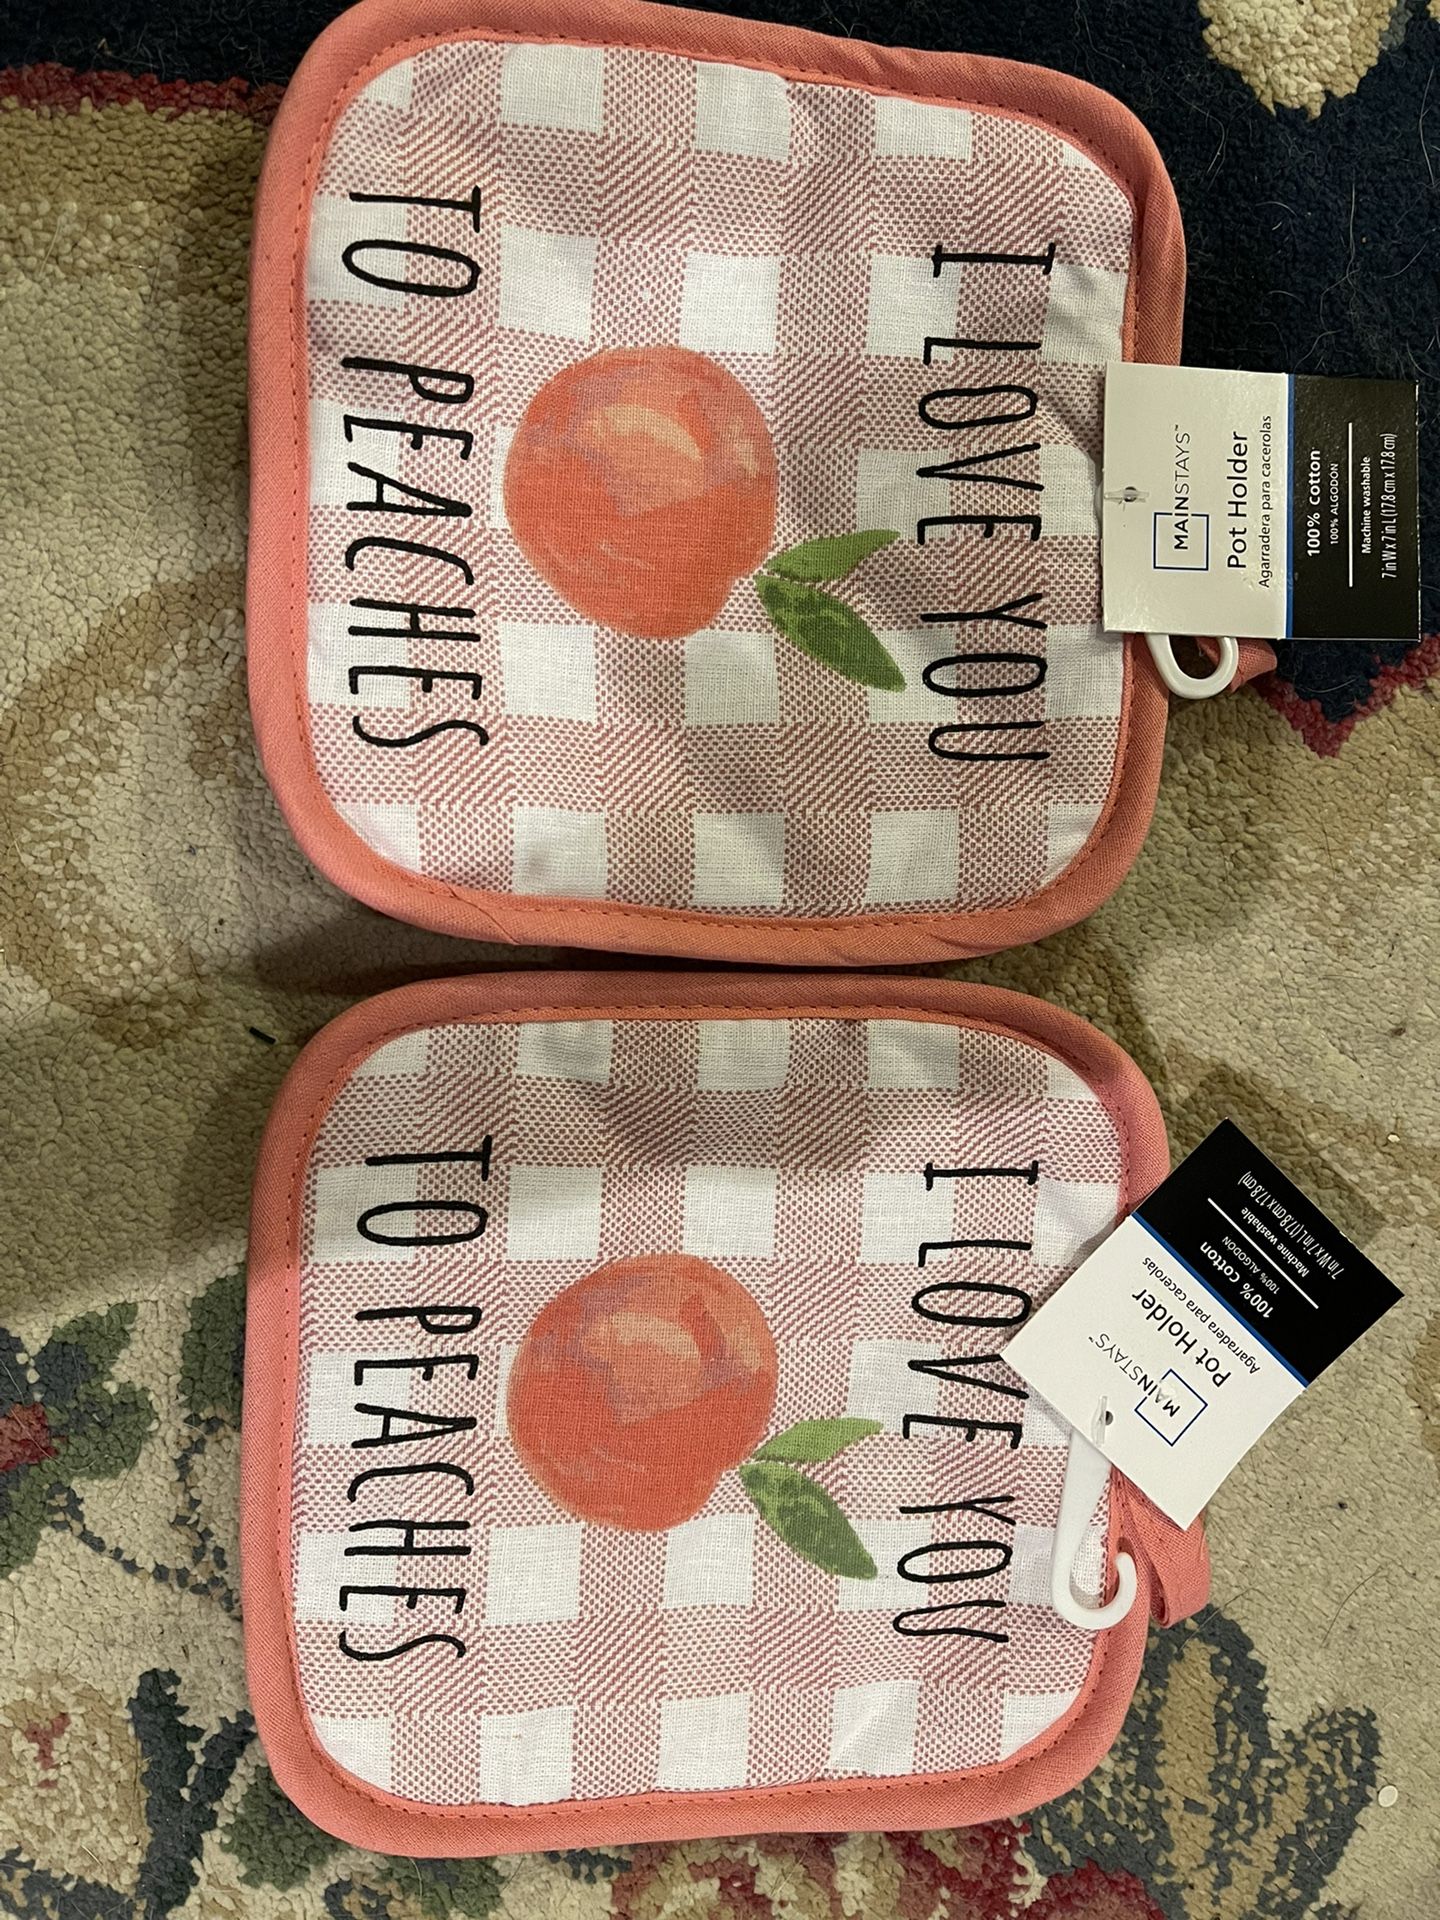 I LOVE YOU
TO PEACHES
MAINSTAYS™
Pot Holder
Agarradera para cacerolas
100% cotton
100% ALGODON
Machine washable
7 in W x 7 in L (17.8 cm x 17.8 cm)
I LOVE YOU
TO PEACHES
MAINSTAYS™
Pot Holder
Agarradera para cacerolas
100% cotton
100% ALGODON
Machine washable
7 in W x 7 in L (17.8 cm x 17.8 cm)